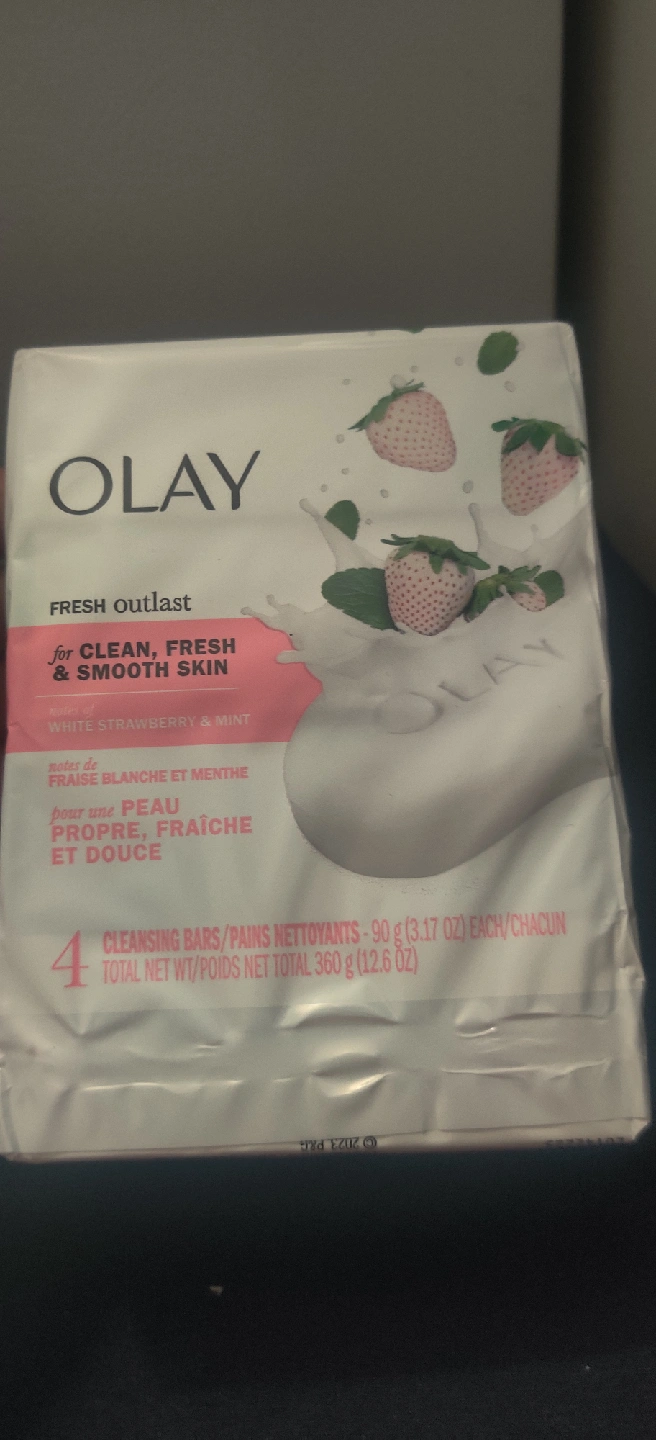 OLAY
FRESH outlast
for CLEAN, FRESH
& SMOOTH SKIN
notes of
WHITE STRAWBERRY & MINT
notes de
FRAISE BLANCHE ET MENTHE
pour une PEAU
PROPRE, FRAÎCHE
ET DOUCE
OLAY
4 CLEANSING BARS/PAINS NETTOYANTS - 90 g (3.17 OZ) EACH/CHACUN
TOTAL NET WT/POIDS NET TOTAL 360 g (12.6 OZ)
© 2023 P&G